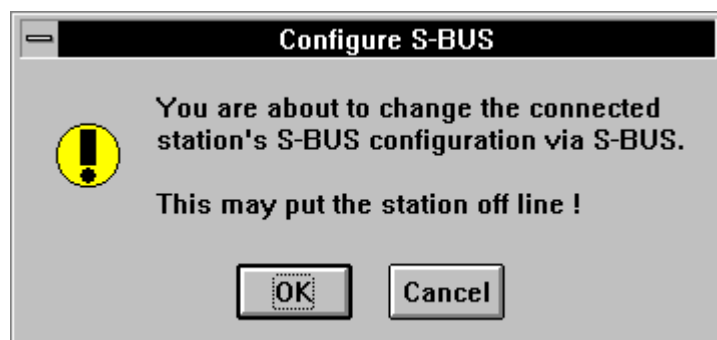 Configure S-BUS
You are about to change the connected
station's S-BUS configuration via S-BUS.
This may put the station off line !
OK
Cancel